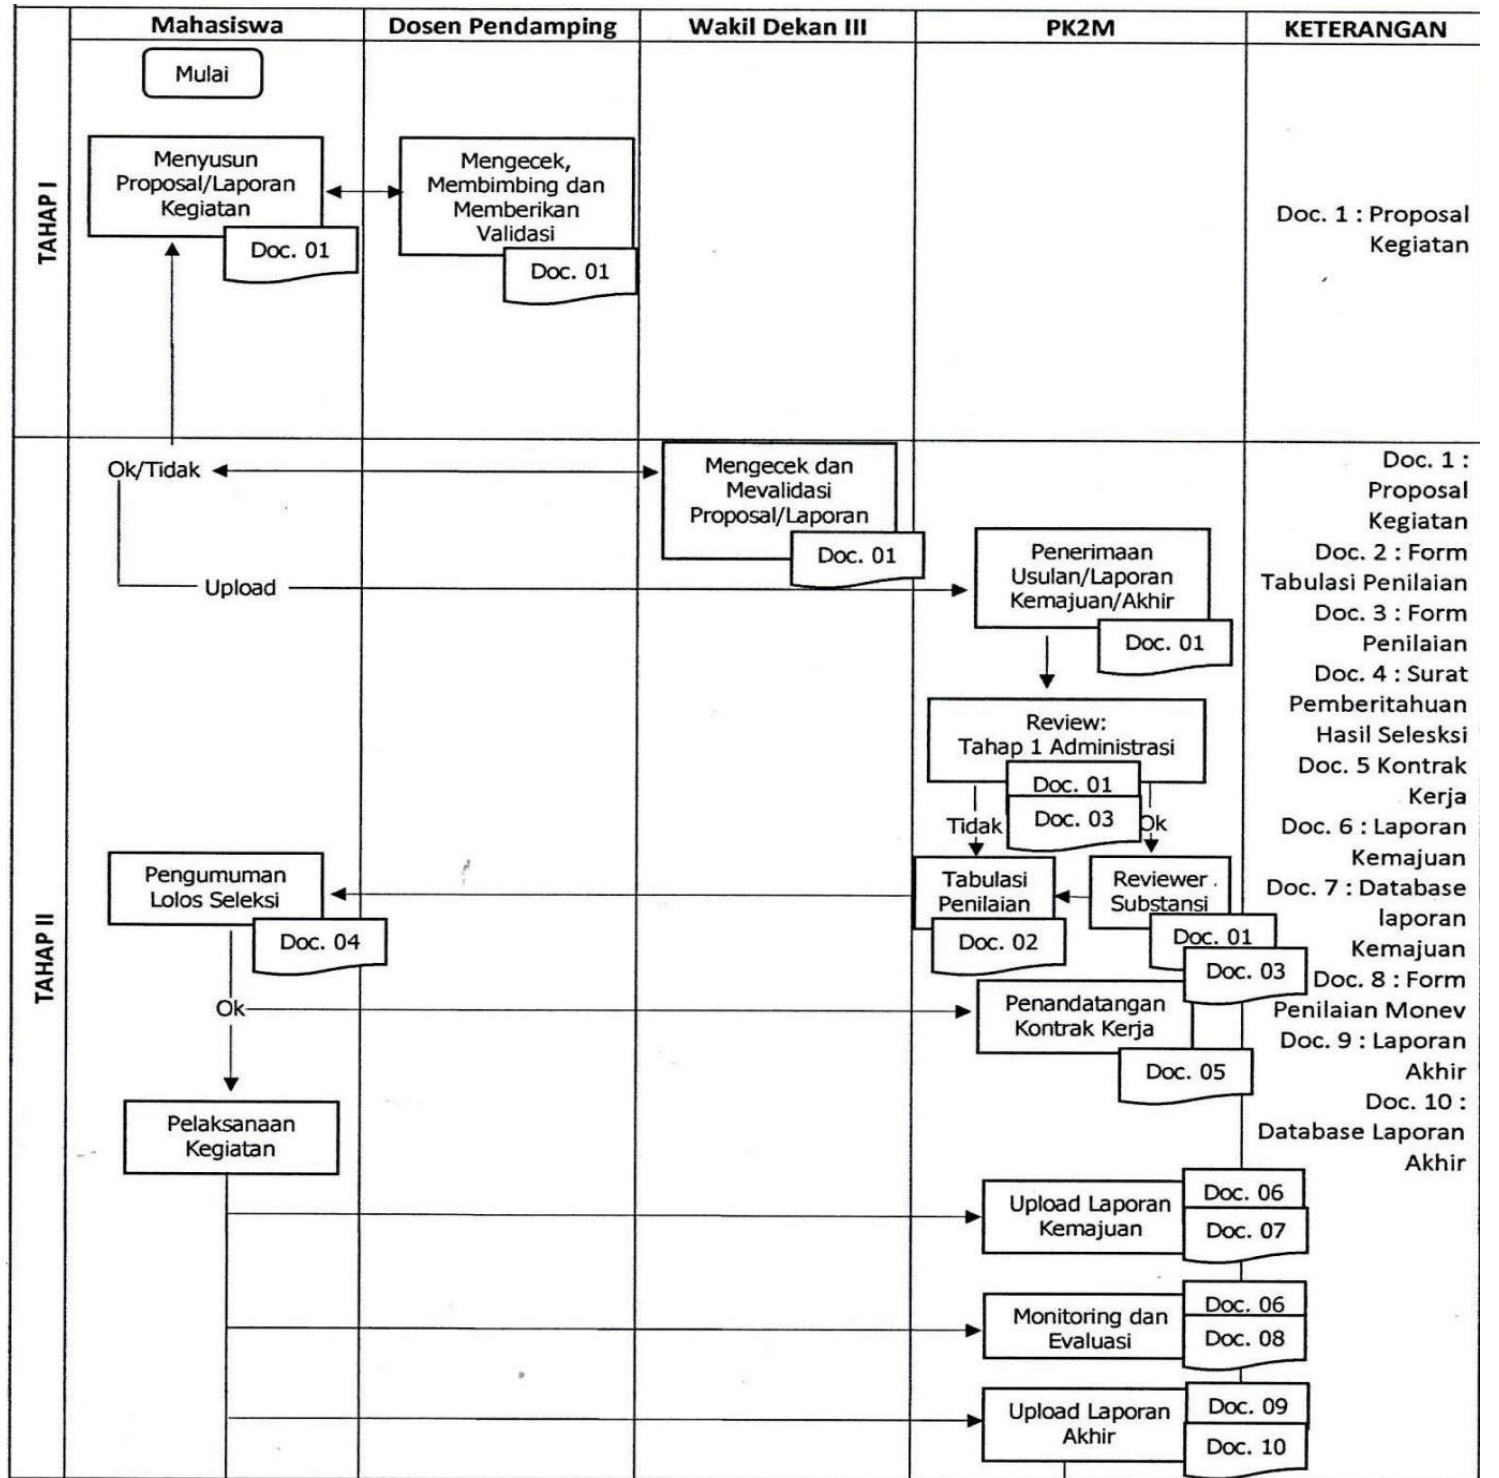 Mahasiswa
Dosen Pendamping
Wakil Dekan III
PK2M
KETERANGAN
TAHAP I
Mulai
Menyusun
Proposal/Laporan
Kegiatan
Doc. 01
Mengecek,
Membimbing dan
Memberikan
Validasi
Doc. 01
Doc. 1 : Proposal
Kegiatan
TAHAP II
Ok/Tidak
Mengecek dan
Mevalidasi
Proposal/Laporan
Doc. 01
Upload
Penerimaan
Usulan/Laporan
Kemajuan/Akhir
Doc. 01
Review:
Tahap 1 Administrasi
Doc. 01
Doc. 03
Tidak
Ok
Pengumuman
Lolos Seleksi
Doc. 04
Tabulasi
Penilaian
Doc. 02
Reviewer
Substansi
Doc. 01
Doc. 03
Ok
Penandatangan
Kontrak Kerja
Doc. 05
Pelaksanaan
Kegiatan
Upload Laporan
Kemajuan
Doc. 06
Doc. 07
Monitoring dan
Evaluasi
Doc. 06
Doc. 08
Upload Laporan
Akhir
Doc. 09
Doc. 10
Doc. 1 :
Proposal
Kegiatan
Doc. 2 : Form
Tabulasi Penilaian
Doc. 3 : Form
Penilaian
Doc. 4 : Surat
Pemberitahuan
Hasil Selesksi
Doc. 5 Kontrak
Kerja
Doc. 6 : Laporan
Kemajuan
Doc. 7 : Database
laporan
Kemajuan
Doc. 8 : Form
Penilaian Monev
Doc. 9 : Laporan
Akhir
Doc. 10 :
Database Laporan
Akhir